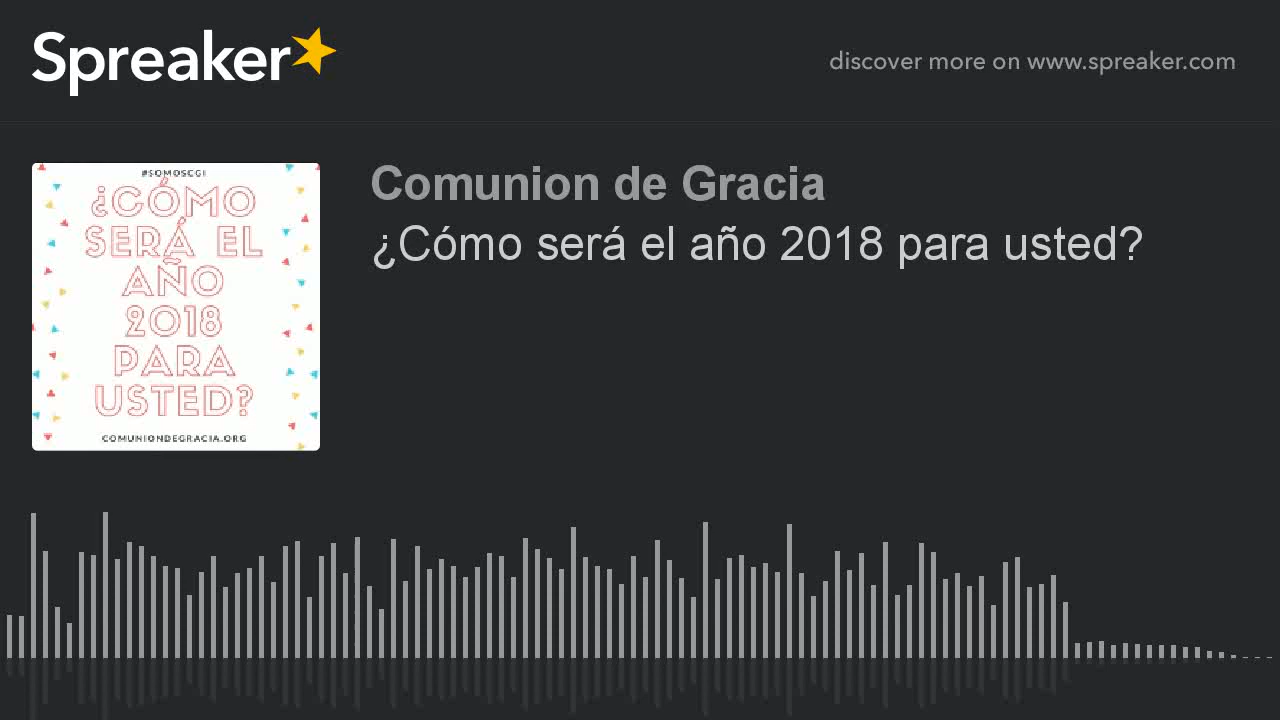 Spreaker
discover more on www.spreaker.com
#SOMOSCGI
¿CÓMO
SERÁ EL
AÑO
2018
PARA
USTED?
COMUNIONDEGRACIA.ORG
Comunion de Gracia
¿Cómo será el año 2018 para usted?